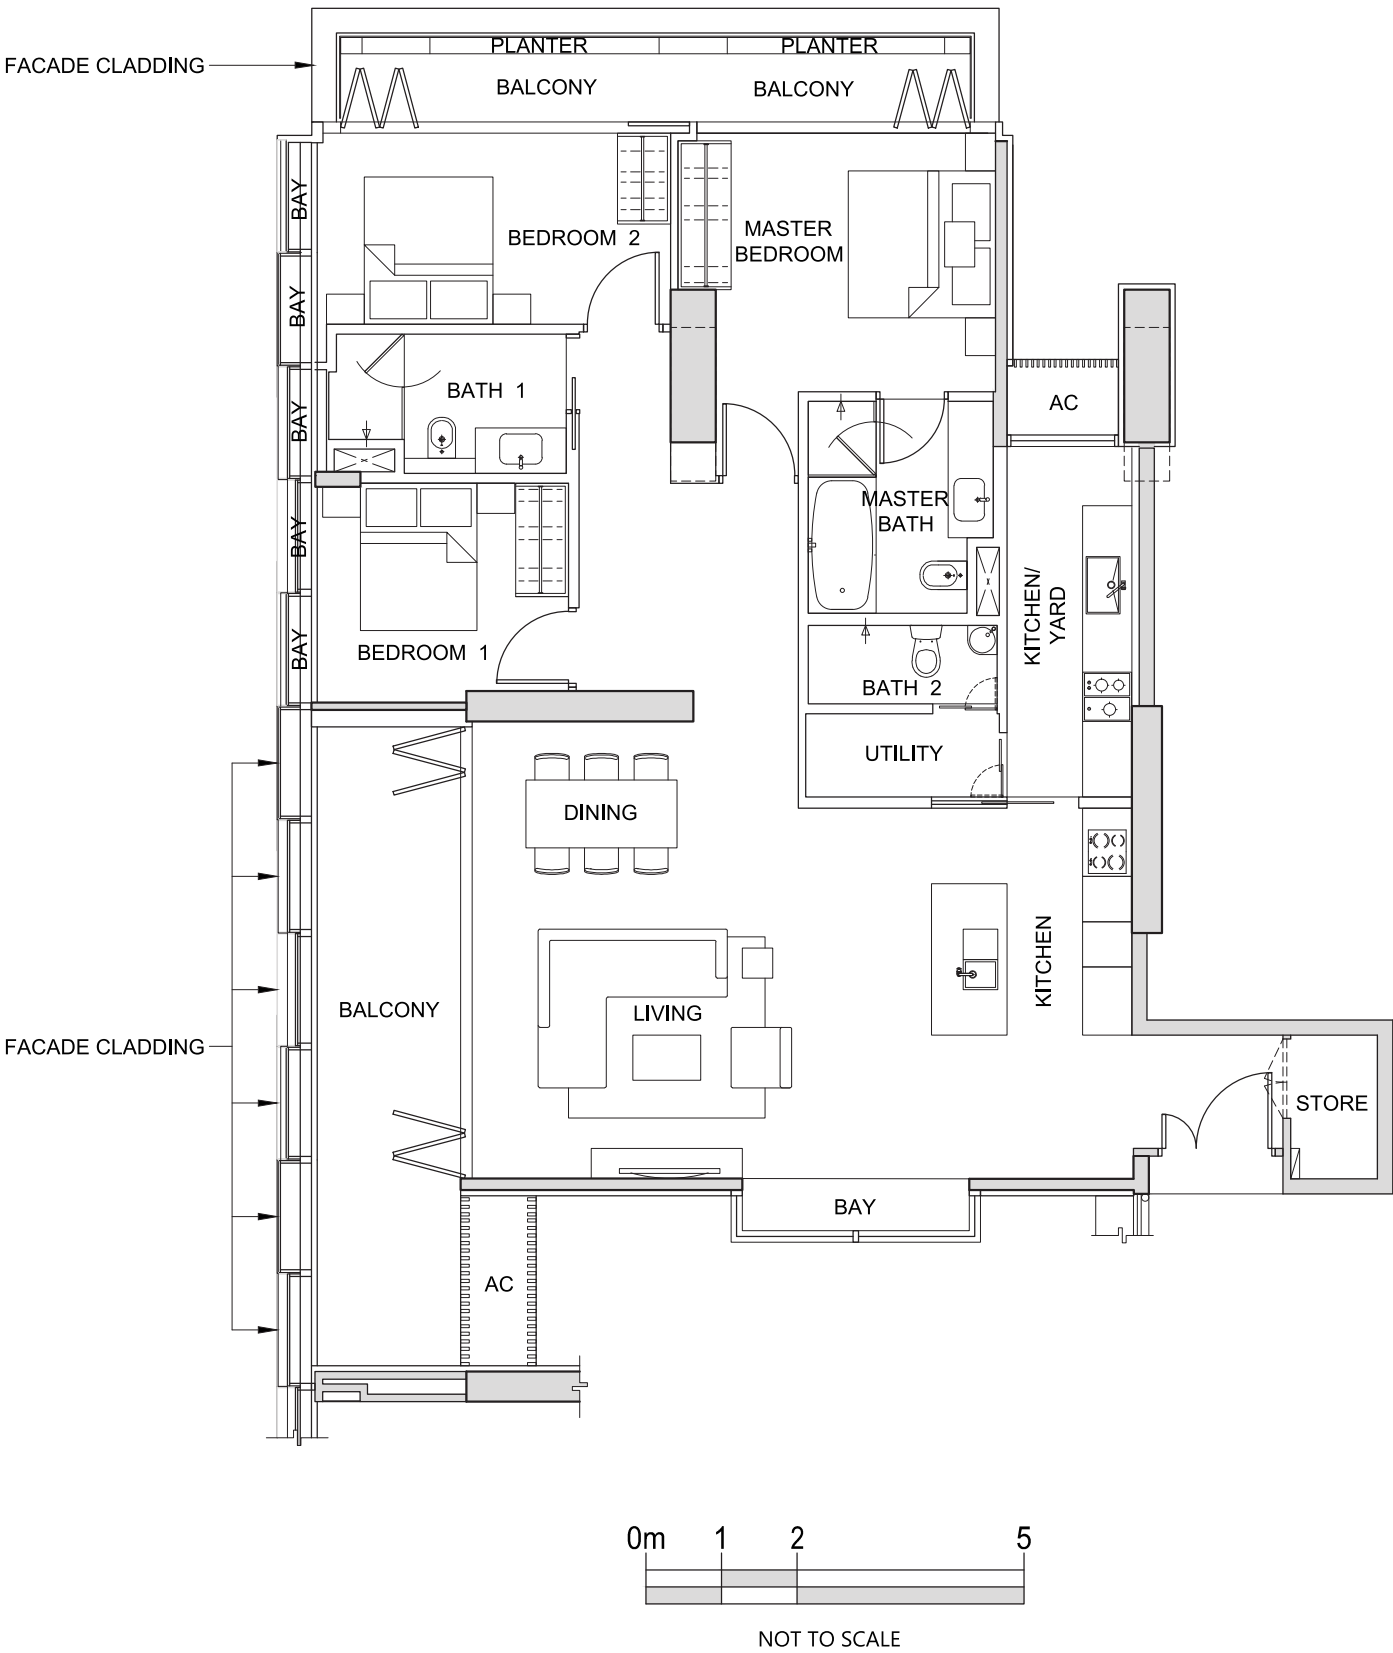 PLANTER PLANTER
FACADE CLADDING
BALCONY BALCONY
BAY
BEDROOM 2
MASTER
BEDROOM
BAY
BATH 1
AC
BAY
MASTER
BATH
BAY
KITCHEN/
YARD
BAY
BEDROOM 1
BATH 2
UTILITY
DINING
KITCHEN
BALCONY
LIVING
FACADE CLADDING
STORE
BAY
AC
0m 1 2 5
NOT TO SCALE